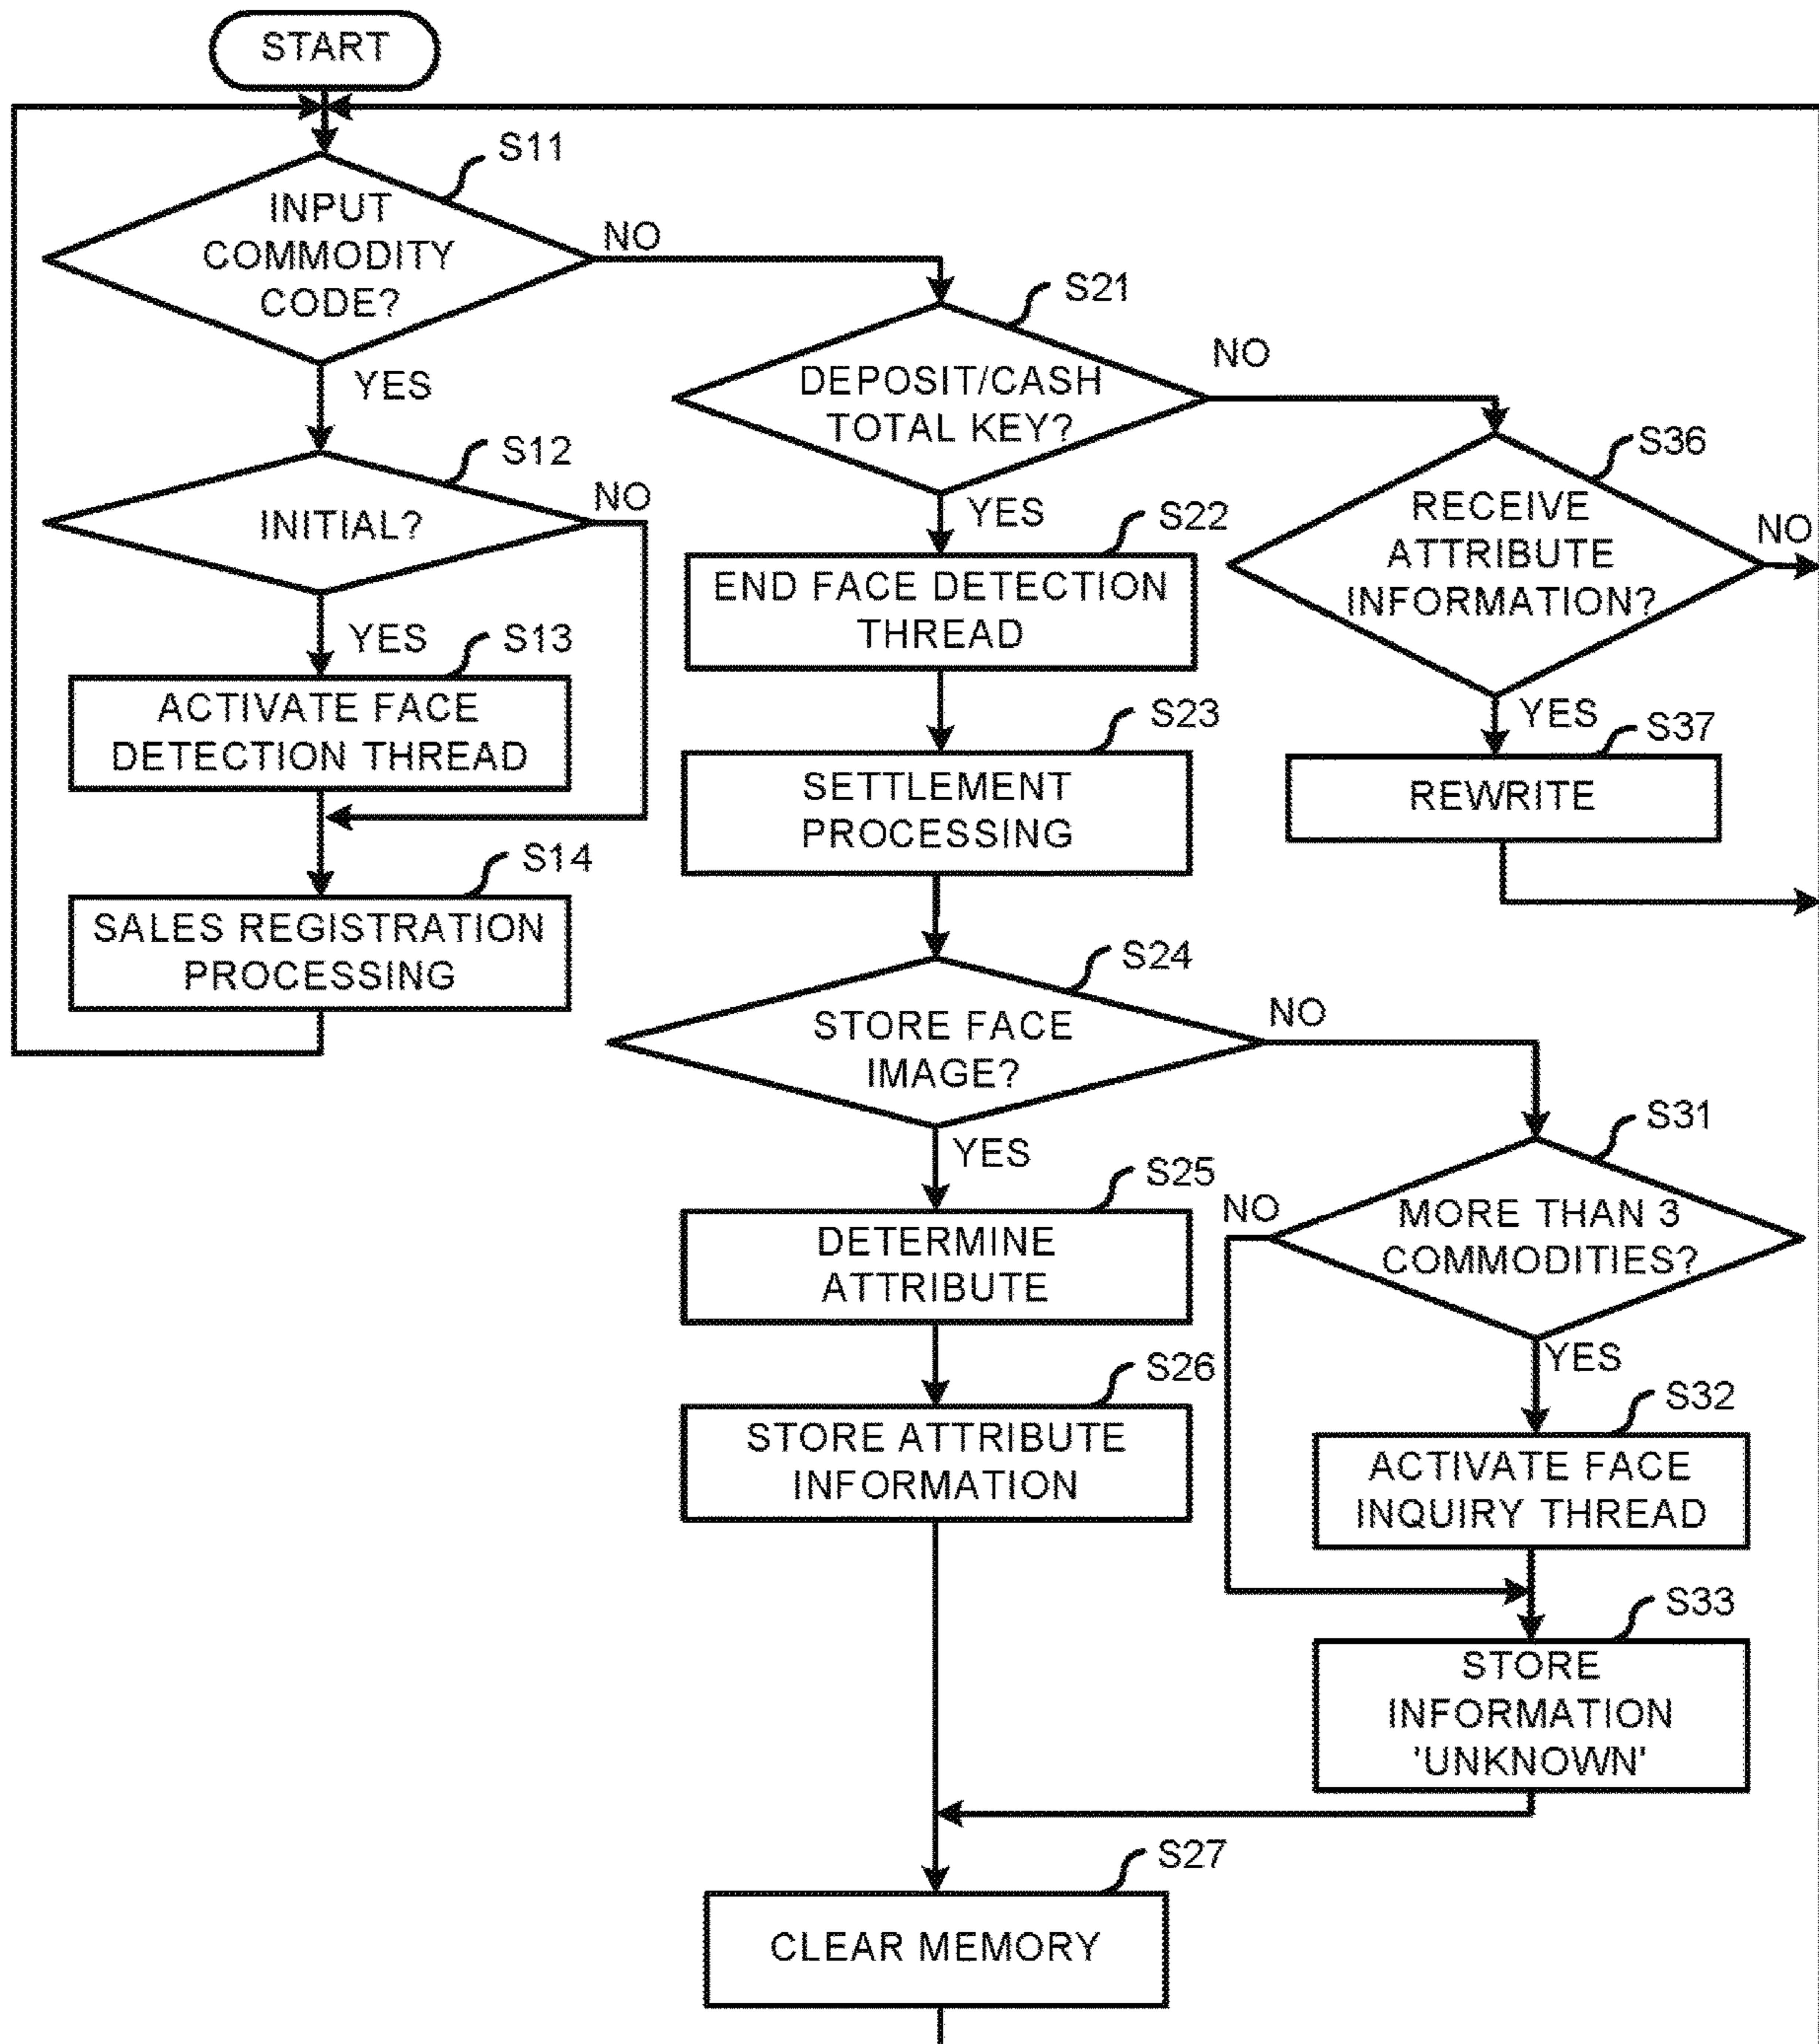 START
S11
INPUT
COMMODITY
CODE?
NO
YES
S12
INITIAL?
NO
YES
S13
ACTIVATE FACE
DETECTION THREAD
S14
SALES REGISTRATION
PROCESSING
S21
DEPOSIT/CASH
TOTAL KEY?
NO
YES
S22
END FACE DETECTION
THREAD
S23
SETTLEMENT
PROCESSING
S24
STORE FACE
IMAGE?
NO
YES
S25
DETERMINE
ATTRIBUTE
S26
STORE ATTRIBUTE
INFORMATION
S36
RECEIVE
ATTRIBUTE
INFORMATION?
NO
YES
S37
REWRITE
S31
MORE THAN 3
COMMODITIES?
NO
YES
S32
ACTIVATE FACE
INQUIRY THREAD
S33
STORE
INFORMATION
'UNKNOWN'
S27
CLEAR MEMORY